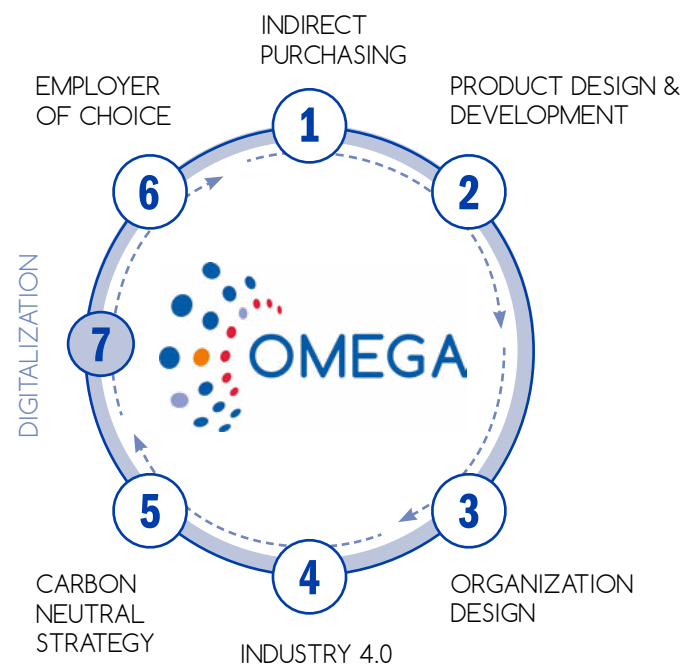 INDIRECT
PURCHASING
1
PRODUCT DESIGN &
DEVELOPMENT
2
ORGANIZATION
DESIGN
3
INDUSTRY 4.0
4
CARBON
NEUTRAL
STRATEGY
5
EMPLOYER
OF CHOICE
6
DIGITALIZATION
7
OMEGA